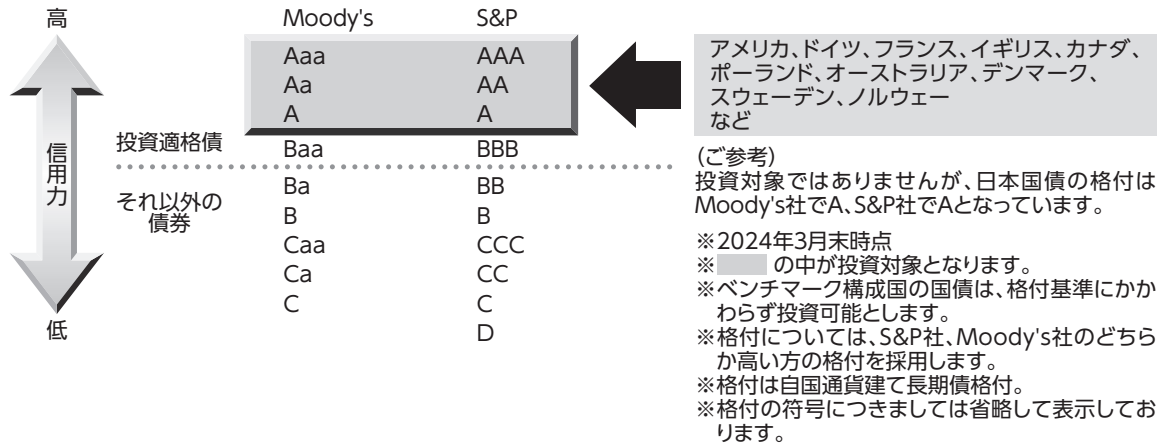 高
信用力
低
Moody's S&P
Aaa AAA
Aa AA
A A
投資適格債 Baa BBB
それ以外の
債券
Ba BB
B B
Caa CCC
Ca CC
C C
D
アメリカ、ドイツ、フランス、イギリス、カナダ、
ポーランド、オーストラリア、デンマーク、
スウェーデン、ノルウェー
など
(ご参考)
投資対象ではありませんが、日本国債の格付は
Moody's社でA、S&P社でAとなっています。
※2024年3月末時点
※ の中が投資対象となります。
※ベンチマーク構成国の国債は、格付基準にかか
わらず投資可能とします。
※格付については、S&P社、Moody's社のどちら
か高い方の格付を採用します。
※格付は自国通貨建て長期債格付。
※格付の符号につきましては省略して表示してお
ります。